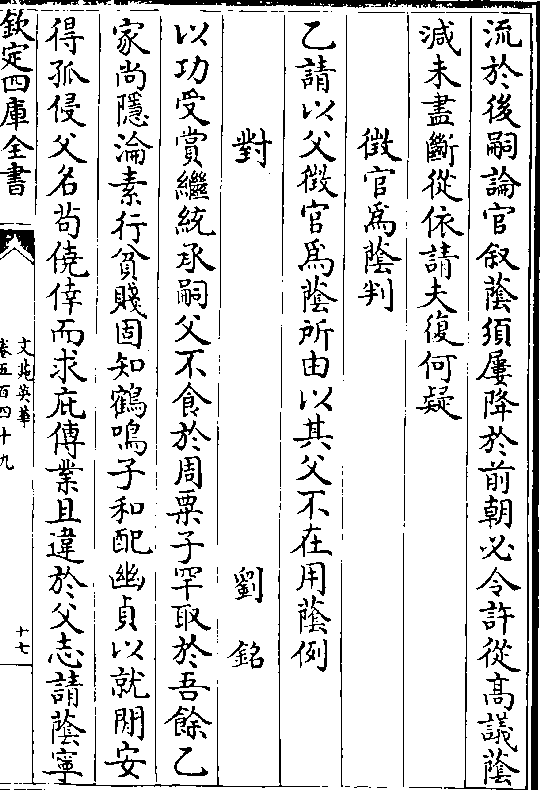 流於後嗣論官叙蔭須屢降於前朝必令許從髙議蔭
減未盡斷從依請夫復何疑
徴官爲蔭判
乙請以父徴官爲蔭所由以其父不在用蔭例
對 劉銘
以功受賞繼統承嗣父不食於周粟子罕取於吾餘乙
家尚隱淪素行貧賤固知鶴鳴子和配幽貞以就閒安
得孤侵父名茍僥倖而求庇傳業且違於父志請蔭寧
欽定四庫全書
文苑英華
卷五百四十九
十七